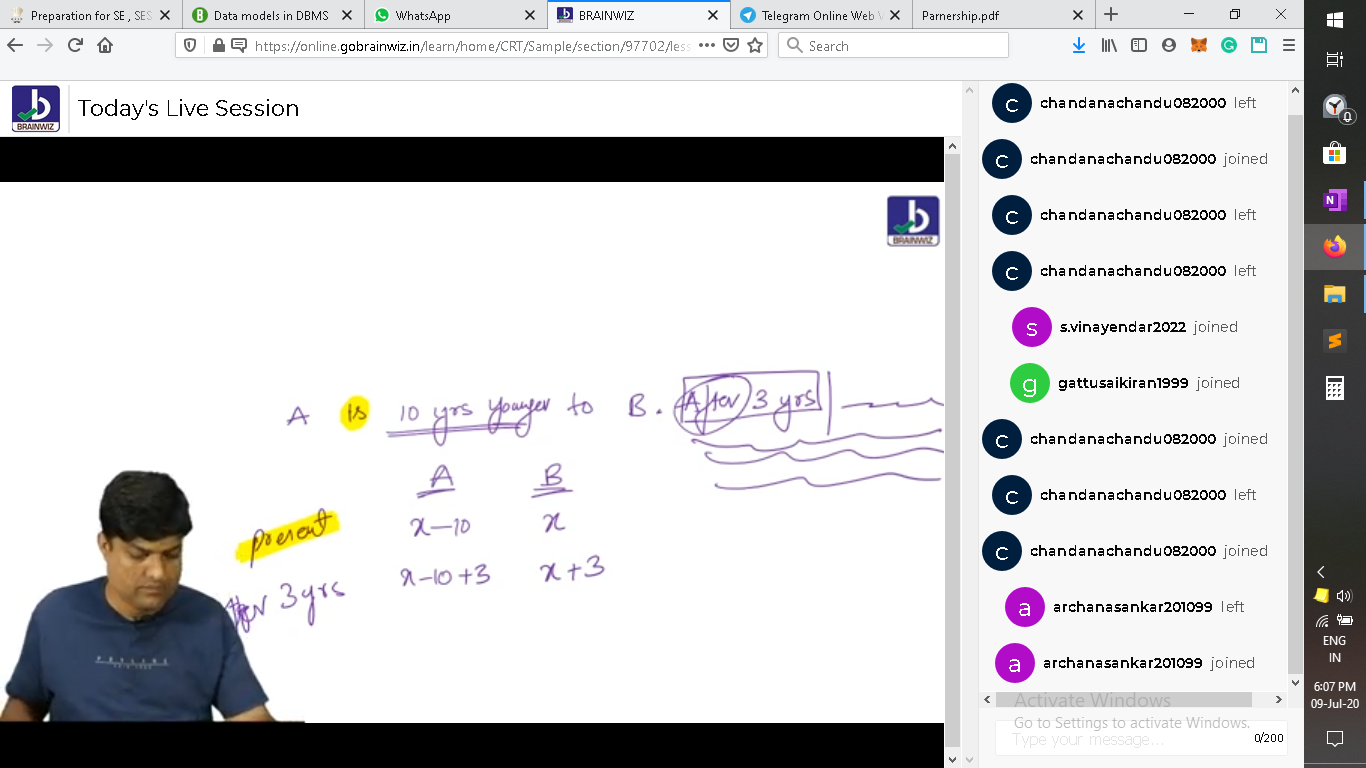 Preparation for SE , SES
Data models in DBMS
WhatsApp
BRAINWIZ
Telegram Online Web V
Parnership.pdf
https://online.gobrainwiz.in/learn/home/CRT/Sample/section/97702/les
Search
BRAINWIZ
Today's Live Session
BRAINWIZ
A is 10 yrs younger to B. After 3 yrs
A B
present x-10 x
After 3 yrs x-10+3 x+3
chandanachandu082000 left
chandanachandu082000 joined
chandanachandu082000 left
chandanachandu082000 left
s.vinayendar2022 joined
gattusaikiran1999 joined
chandanachandu082000 joined
chandanachandu082000 left
chandanachandu082000 joined
archanasankar201099 left
archanasankar201099 joined
Activate Windows
Go to Settings to activate Windows.
Type your message...
0/200
ENG
IN
6:07 PM
09-Jul-20